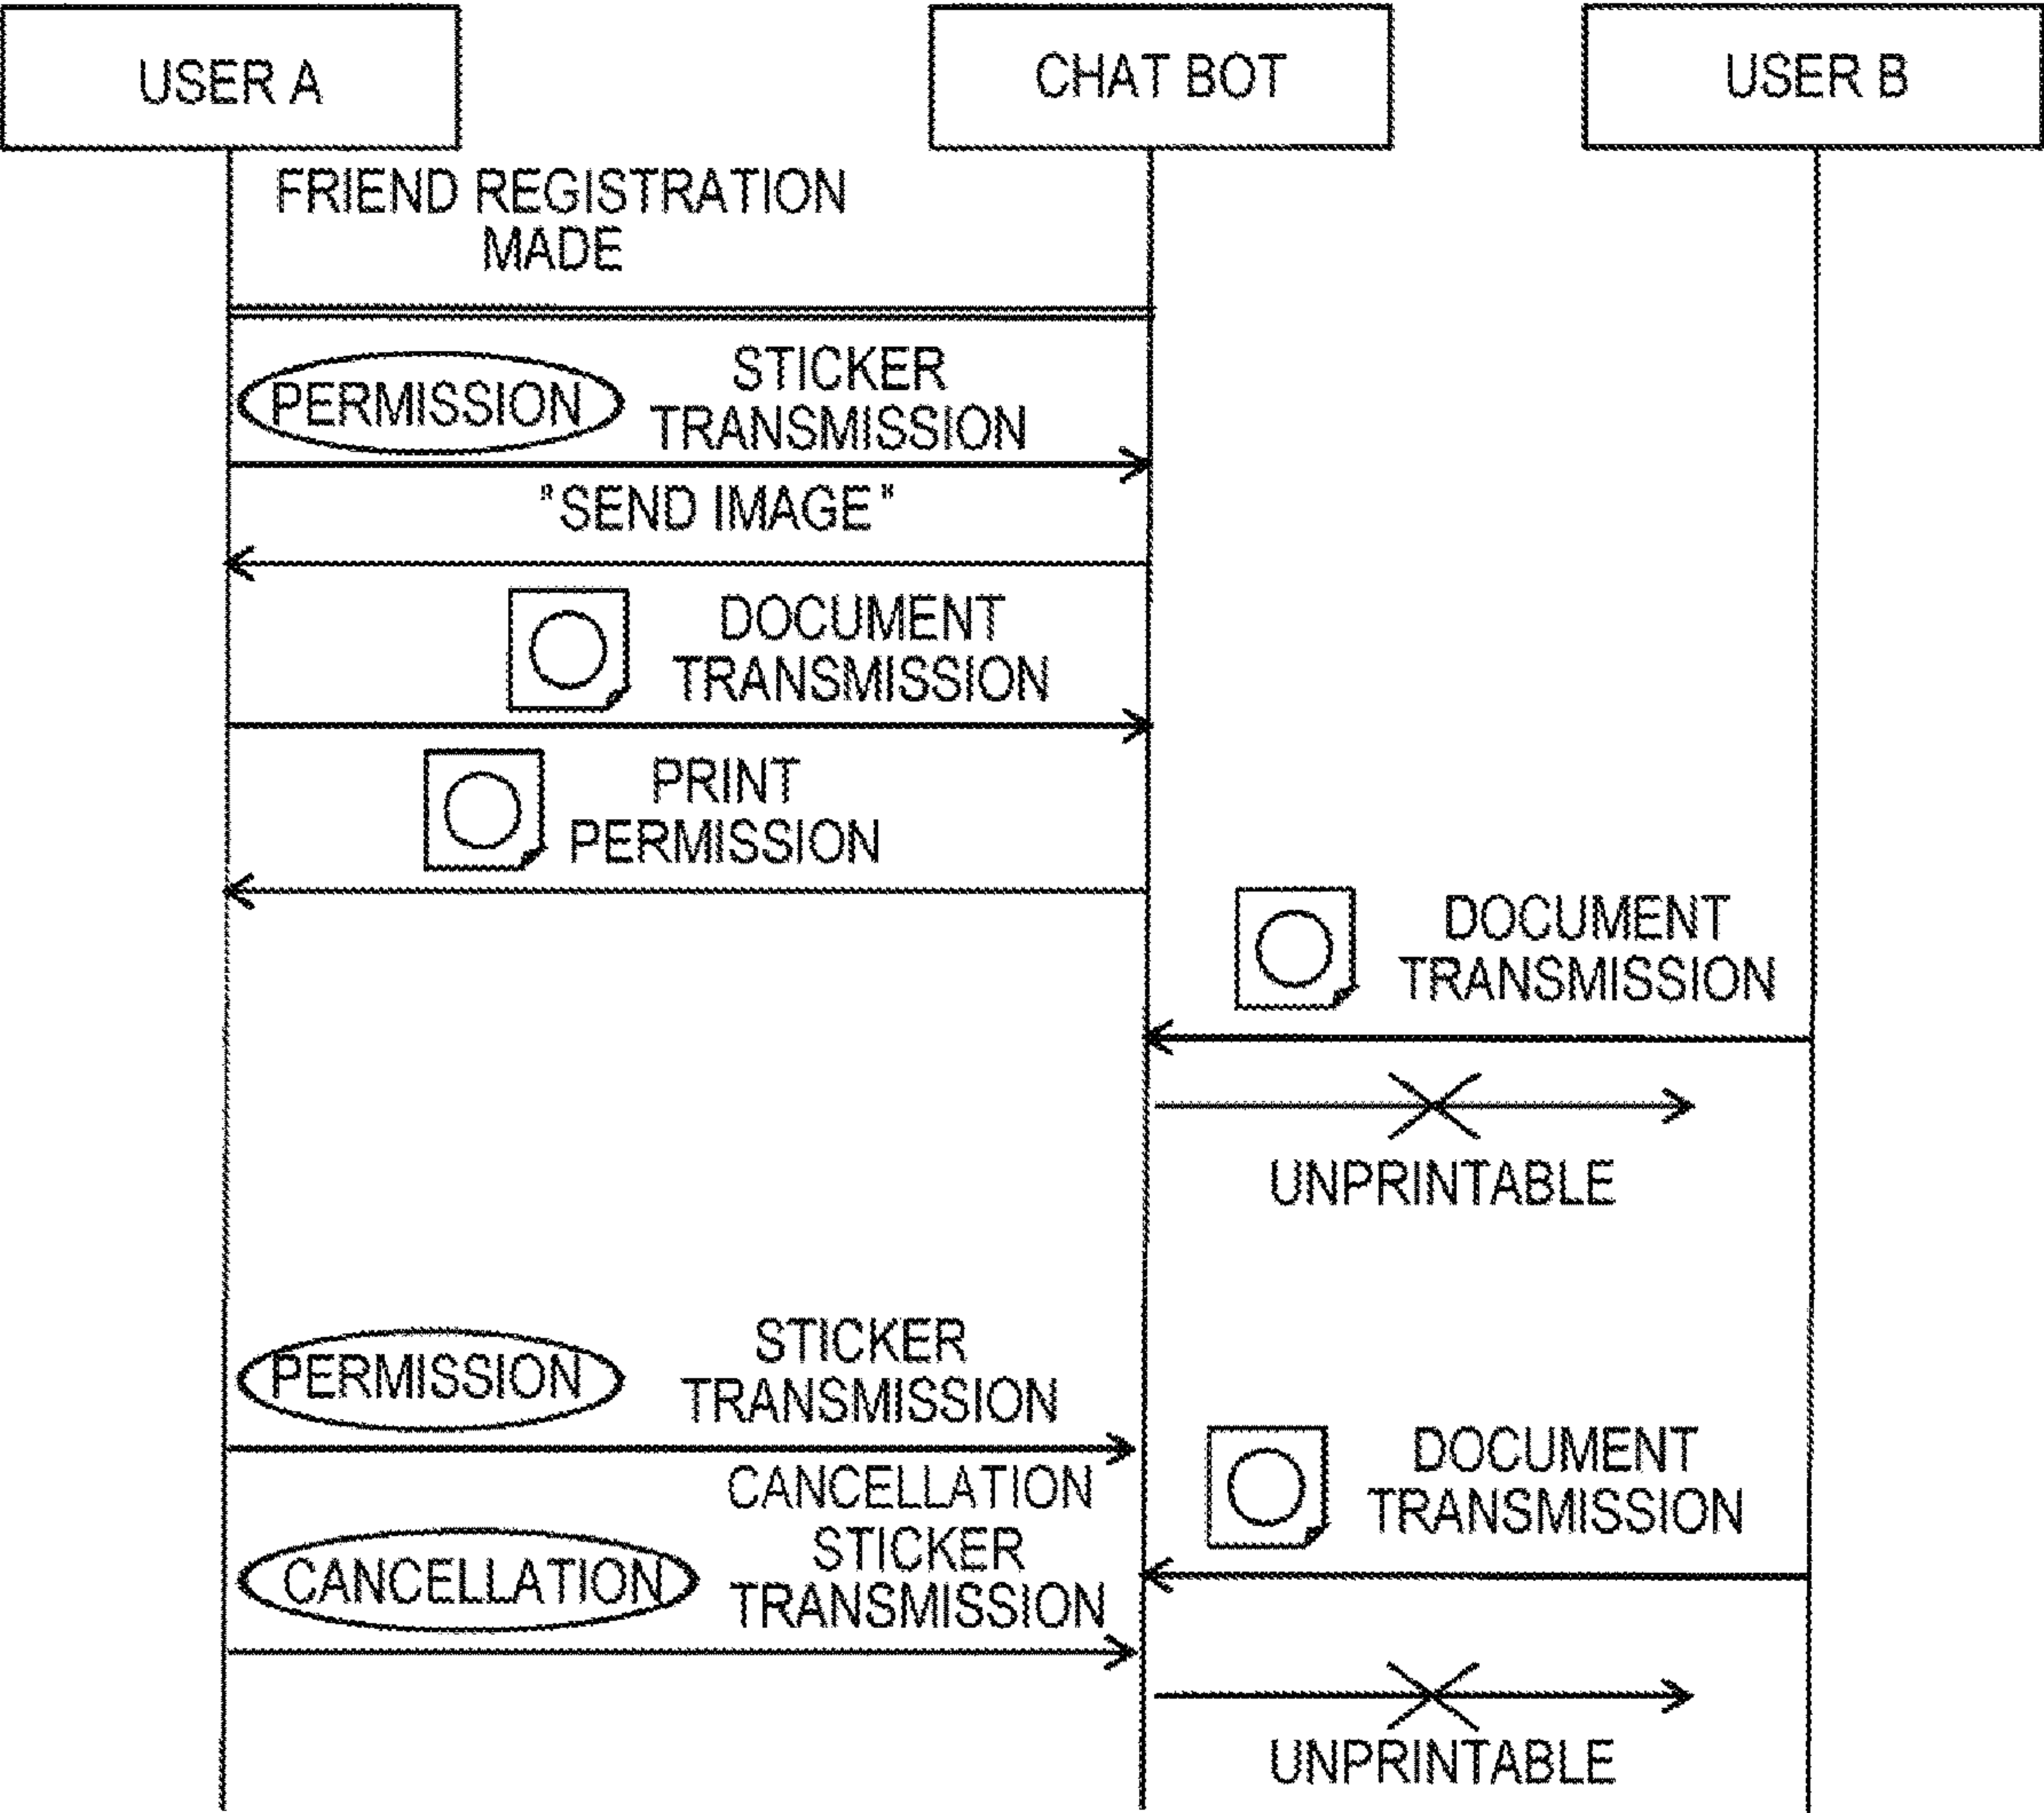 USER A
CHAT BOT
USER B
FRIEND REGISTRATION
MADE
PERMISSION
STICKER
TRANSMISSION
"SEND IMAGE"
DOCUMENT
TRANSMISSION
PRINT
PERMISSION
DOCUMENT
TRANSMISSION
UNPRINTABLE
PERMISSION
STICKER
TRANSMISSION
DOCUMENT
TRANSMISSION
CANCELLATION
CANCELLATION
STICKER
TRANSMISSION
UNPRINTABLE